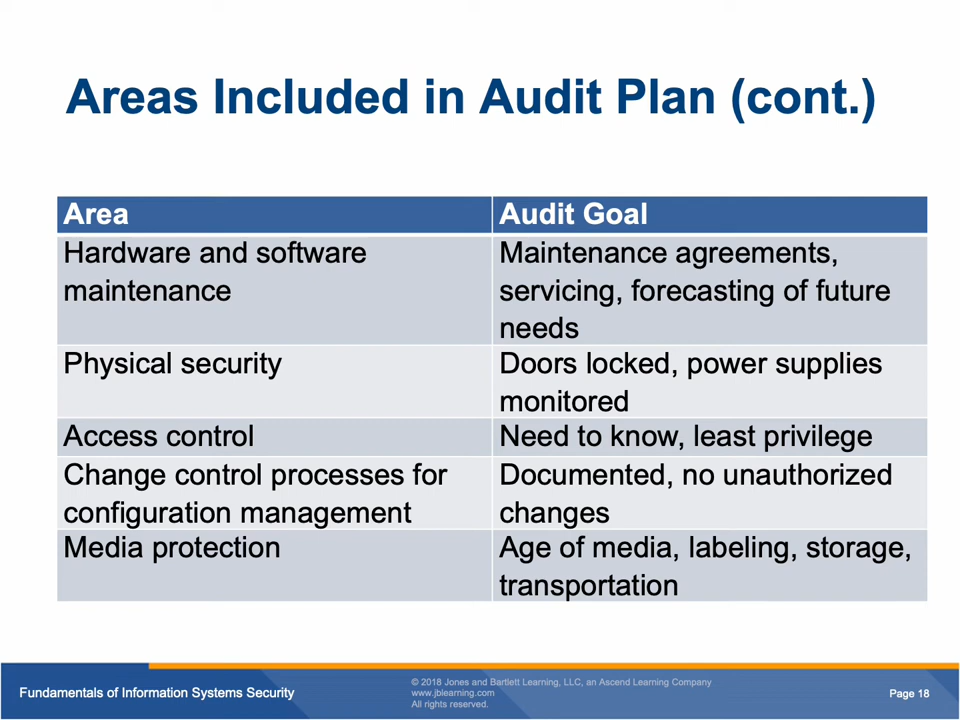 Areas Included in Audit Plan (cont.)
Area
Audit Goal
Hardware and software
maintenance
Maintenance agreements,
servicing, forecasting of future
needs
Physical security
Doors locked, power supplies
monitored
Access control
Need to know, least privilege
Change control processes for
configuration management
Documented, no unauthorized
changes
Media protection
Age of media, labeling, storage,
transportation
Fundamentals of Information Systems Security
© 2018 Jones and Bartlett Learning, LLC, an Ascend Learning Company
www.jblearning.com
All rights reserved.
Page 18